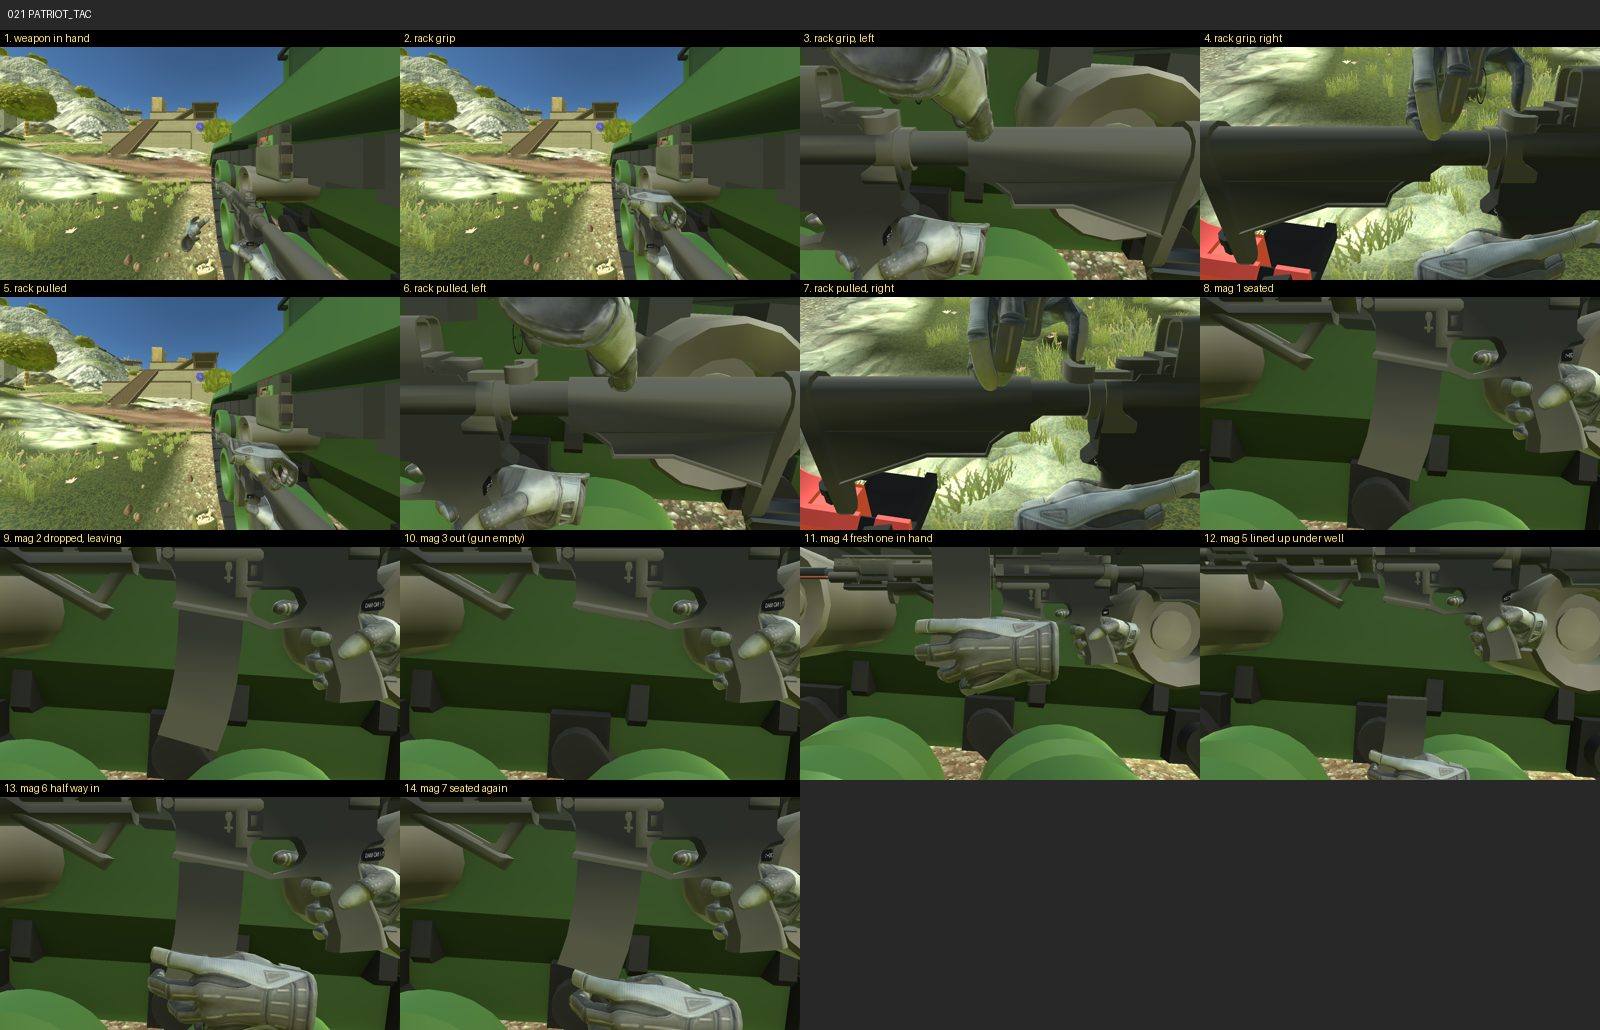 021 PATRIOT_TAC
1. weapon in hand
2. rack grip
3. rack grip, left
4. rack grip, right
5. rack pulled
6. rack pulled, left
7. rack pulled, right
8. mag 1 seated
9. mag 2 dropped, leaving
10. mag 3 out (gun empty)
11. mag 4 fresh one in hand
12. mag 5 lined up under well
13. mag 6 half way in
14. mag 7 seated again